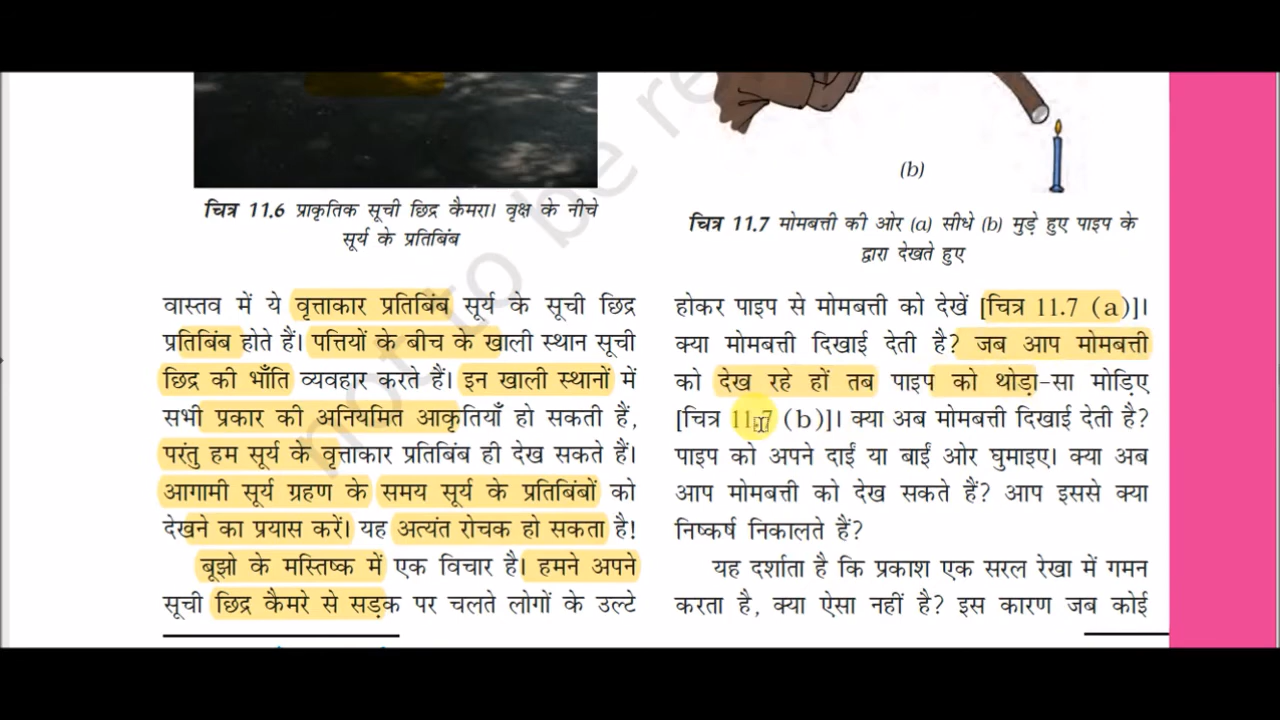 (b)
चित्र 11.6 प्राकृतिक सूची छिद्र कैमरा। वृक्ष के नीचे
सूर्य के प्रतिबिंब
चित्र 11.7 मोमबत्ती की ओर (a) सीधे (b) मुड़े हुए पाइप के
द्वारा देखते हुए
वास्तव में ये वृत्ताकार प्रतिबिंब सूर्य के सूची छिद्र
प्रतिबिंब होते हैं। पत्तियों के बीच के खाली स्थान सूची
छिद्र की भाँति व्यवहार करते हैं। इन खाली स्थानों में
सभी प्रकार की अनियमित आकृतियाँ हो सकती हैं,
परंतु हम सूर्य के वृत्ताकार प्रतिबिंब ही देख सकते हैं।
आगामी सूर्य ग्रहण के समय सूर्य के प्रतिबिंबों को
देखने का प्रयास करें। यह अत्यंत रोचक हो सकता है!
बूझो के मस्तिष्क में एक विचार है। हमने अपने
सूची छिद्र कैमरे से सड़क पर चलते लोगों के उल्टे
होकर पाइप से मोमबत्ती को देखें [चित्र 11.7 (a)]।
क्या मोमबत्ती दिखाई देती है? जब आप मोमबत्ती
को देख रहे हों तब पाइप को थोड़ा-सा मोड़िए
[चित्र 11.7 (b)]। क्या अब मोमबत्ती दिखाई देती है?
पाइप को अपने दाईं या बाईं ओर घुमाइए। क्या अब
आप मोमबत्ती को देख सकते हैं? आप इससे क्या
निष्कर्ष निकालते हैं?
यह दर्शाता है कि प्रकाश एक सरल रेखा में गमन
करता है, क्या ऐसा नहीं है? इस कारण जब कोई
not to be re